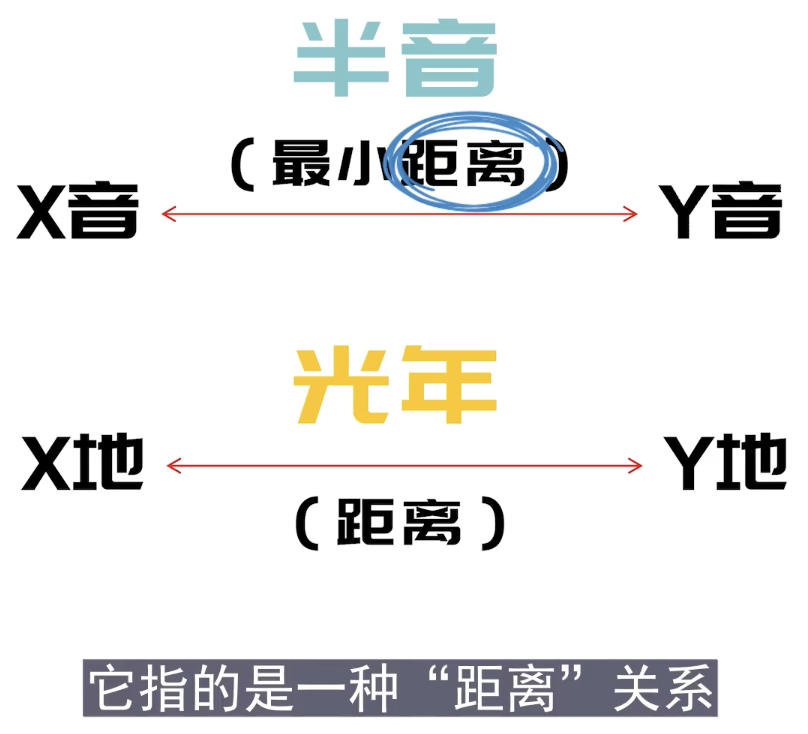 半音
（最小距离）
X音 Y音
光年
X地 Y地
（距离）
它指的是一种“距离”关系